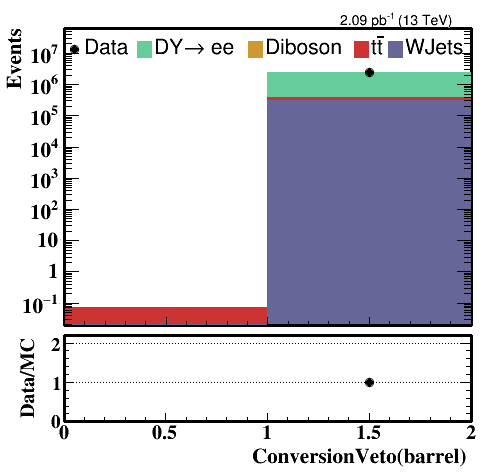 2.09 pb⁻¹ (13 TeV)
Events
Data DY→ ee Diboson tt̄ WJets
10⁷
10⁶
10⁵
10⁴
10³
10²
10
1
10⁻¹
Data/MC
2
1
0
0 0.5 1 1.5 2
ConversionVeto(barrel)